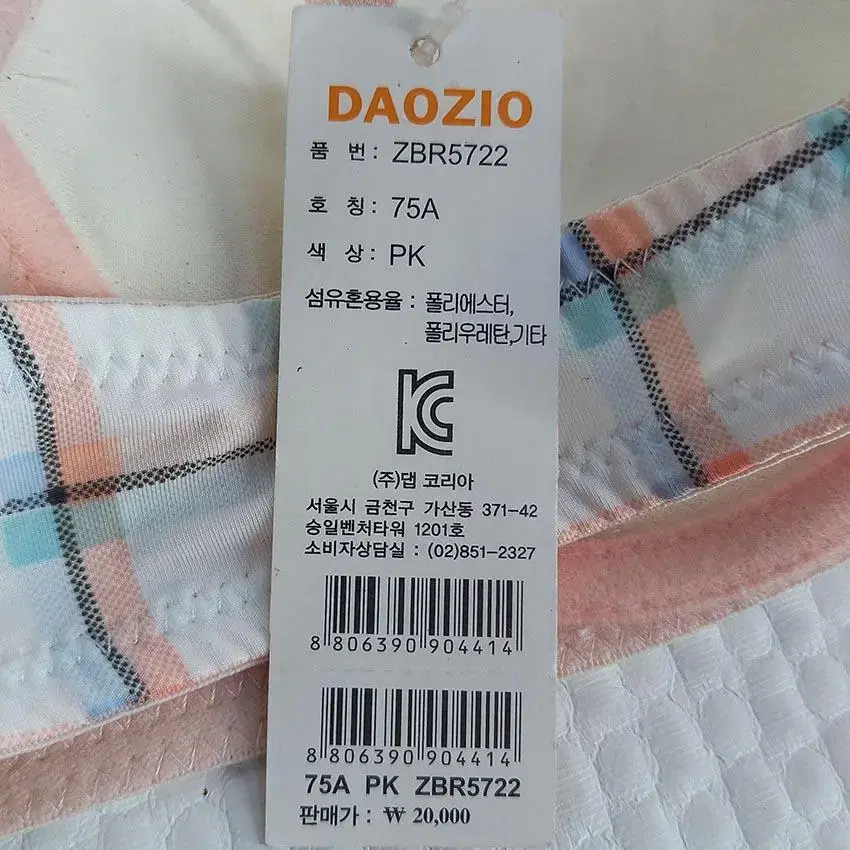 DAOZIO
품 번 : ZBR5722
호 칭 : 75A
색 상 : PK
섬유혼용율 : 폴리에스터,
폴리우레탄,기타
(주)댑 코리아
서울시 금천구 가산동 371-42
승일벤처타워 1201호
소비자상담실 : (02)851-2327
8 806390 904414
8 806390 904414
75A PK ZBR5722
판매가 : ₩ 20,000